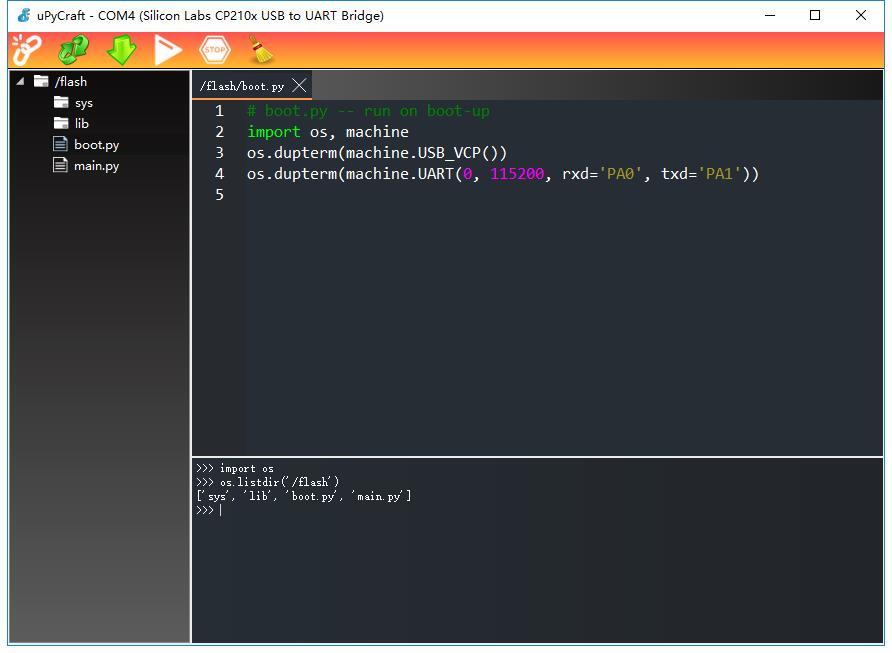 uPyCraft - COM4 (Silicon Labs CP210x USB to UART Bridge)
STOP
/flash
sys
lib
boot.py
main.py
/flash/boot.py
1 # boot.py -- run on boot-up
2 import os, machine
3 os.dupterm(machine.USB_VCP())
4 os.dupterm(machine.UART(0, 115200, rxd='PA0', txd='PA1'))
5
>>> import os
>>> os.listdir('/flash')
['sys', 'lib', 'boot.py', 'main.py']
>>>